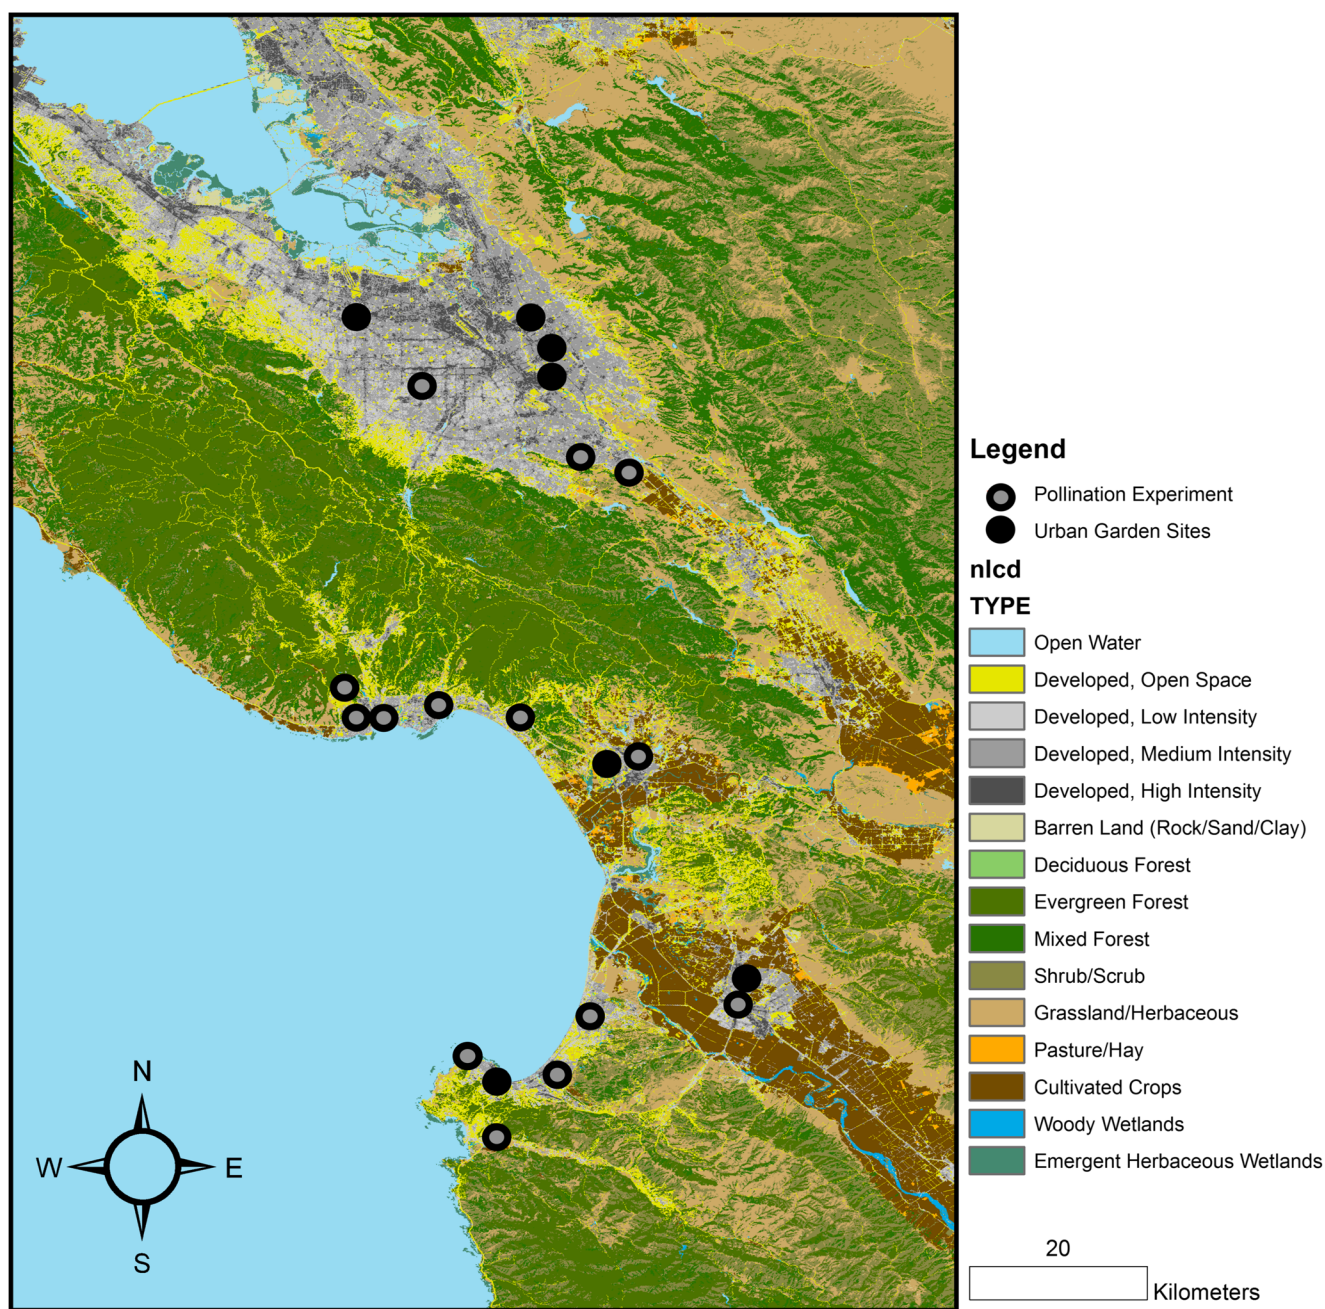 Legend
Pollination Experiment
Urban Garden Sites
nlcd
TYPE
Open Water
Developed, Open Space
Developed, Low Intensity
Developed, Medium Intensity
Developed, High Intensity
Barren Land (Rock/Sand/Clay)
Deciduous Forest
Evergreen Forest
Mixed Forest
Shrub/Scrub
Grassland/Herbaceous
Pasture/Hay
Cultivated Crops
Woody Wetlands
Emergent Herbaceous Wetlands
N
W E
S
20
Kilometers